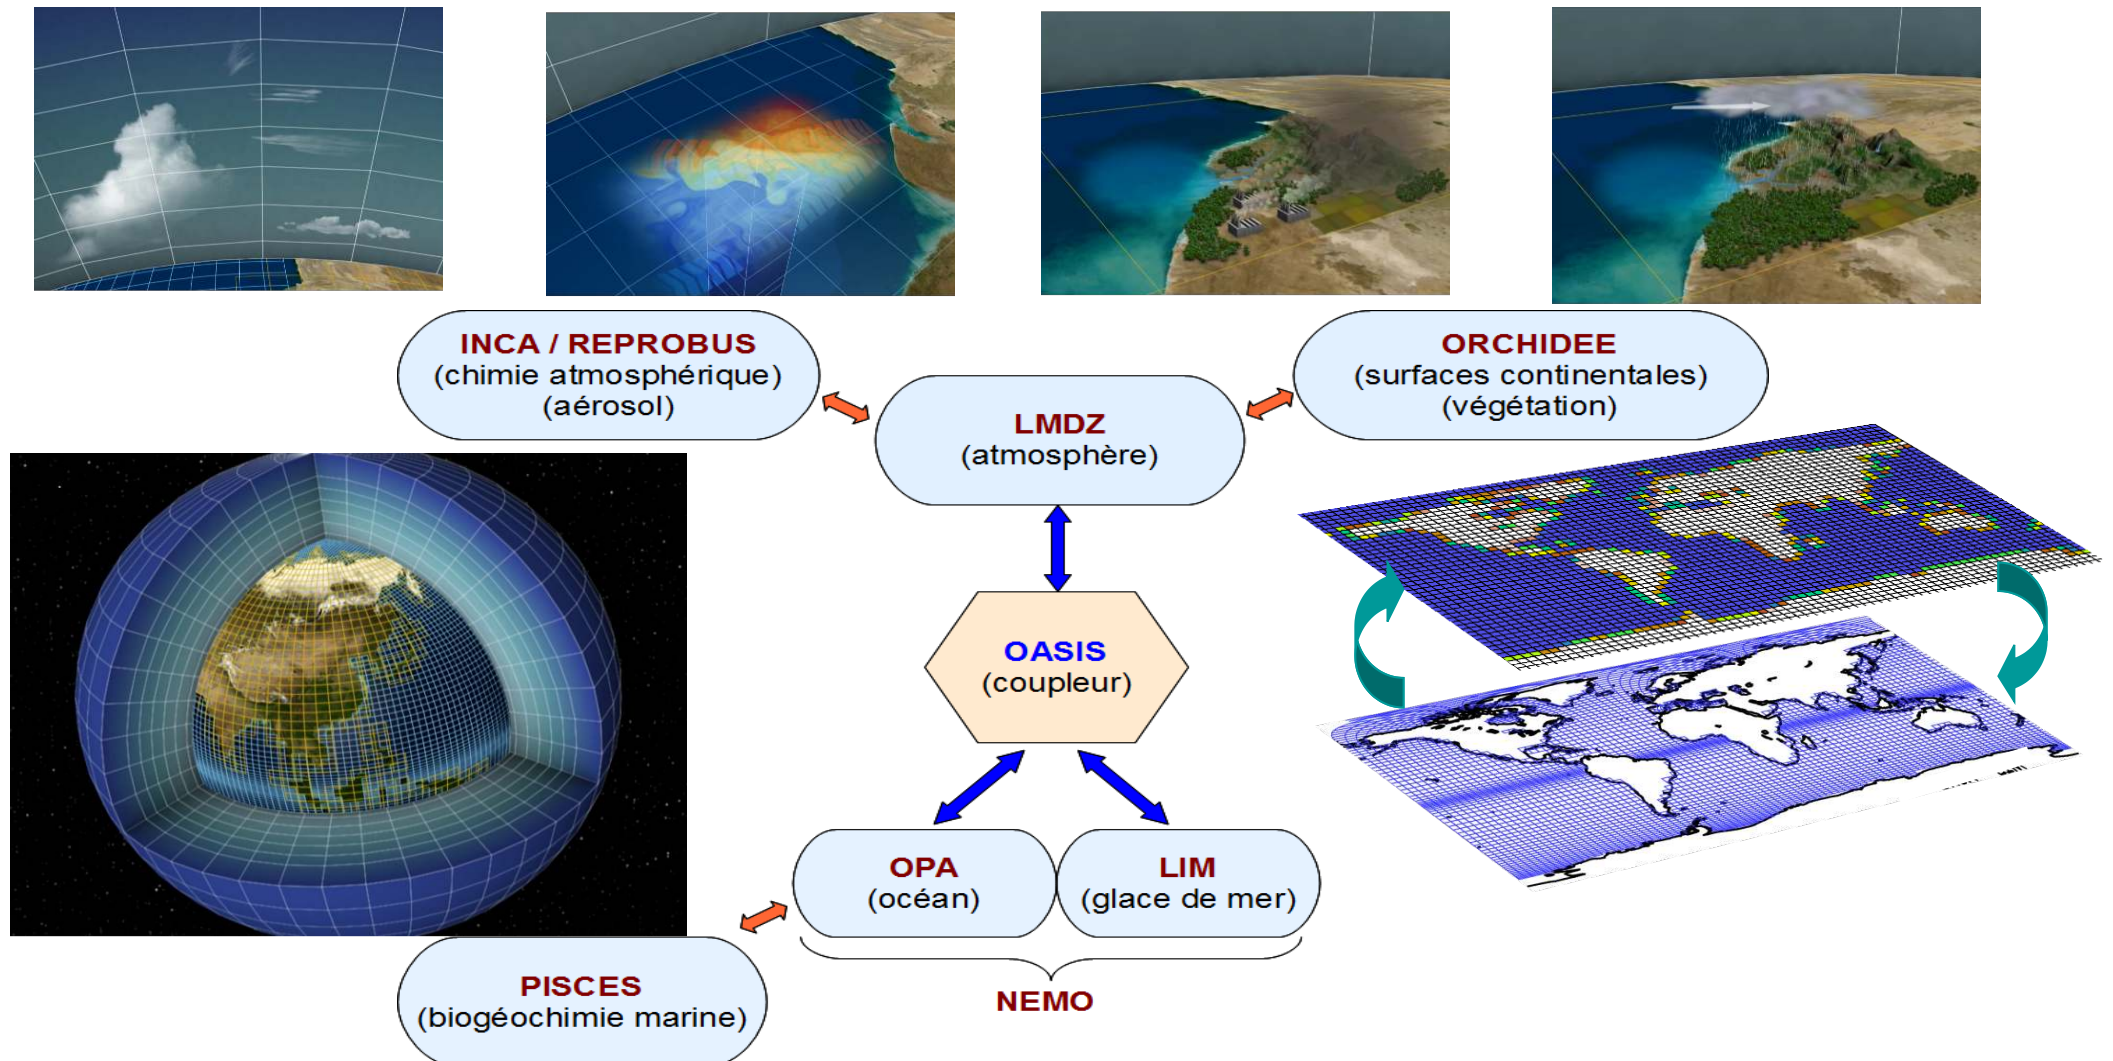 INCA / REPROBUS
(chimie atmosphérique)
(aérosol)
ORCHIDEE
(surfaces continentales)
(végétation)
LMDZ
(atmosphère)
OASIS
(coupleur)
OPA
(océan)
LIM
(glace de mer)
NEMO
PISCES
(biogéochimie marine)